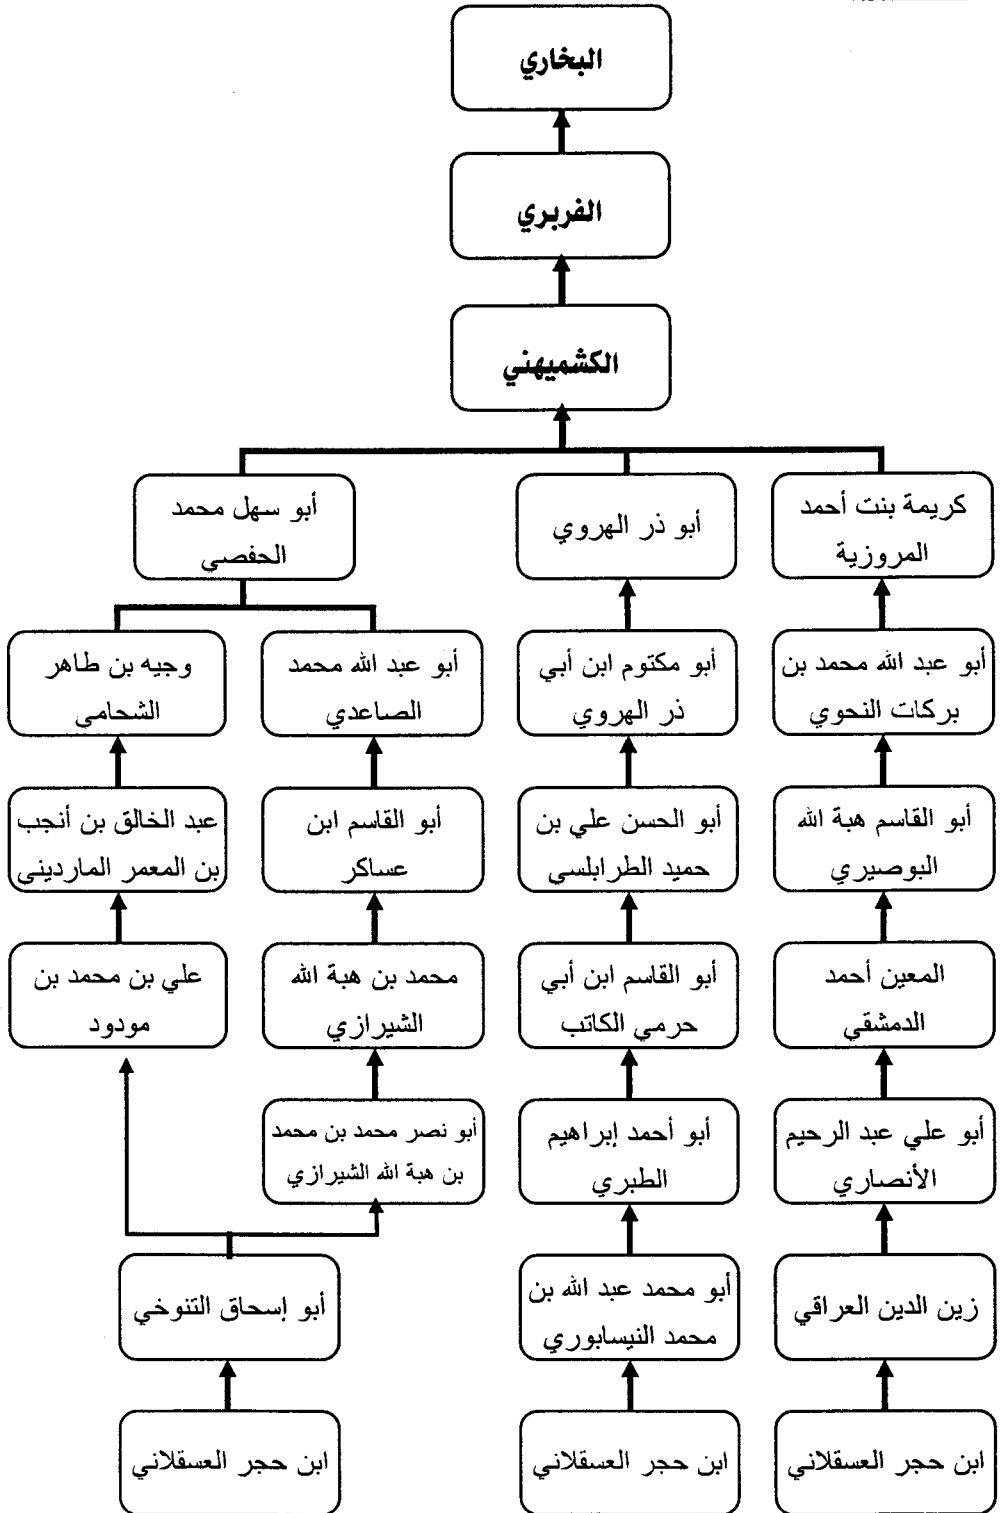 البخاري
الفربري
الكشميهني
كريمة بنت أحمد
المروزية
أبو ذر الهروي
أبو سهل محمد
الحفصي
أبو عبد الله محمد بن
بركات النحوي
أبو مكتوم ابن أبي
ذر الهروي
أبو عبد الله محمد
الصاعدي
وجيه بن طاهر
الشحامي
أبو القاسم هبة الله
البوصيري
أبو الحسن علي بن
حميد الطرابلسي
أبو القاسم ابن
عساكر
عبد الخالق بن أنجب
بن المعمر المارديني
المعين أحمد
الدمشقي
أبو القاسم ابن أبي
حرمي الكاتب
محمد بن هبة الله
الشيرازي
علي بن محمد بن
مودود
أبو علي عبد الرحيم
الأنصاري
أبو أحمد إبراهيم
الطبري
أبو نصر محمد بن محمد
بن هبة الله الشيرازي
زين الدين العراقي
أبو محمد عبد الله بن
محمد النيسابوري
أبو إسحاق التنوخي
ابن حجر العسقلاني
ابن حجر العسقلاني
ابن حجر العسقلاني